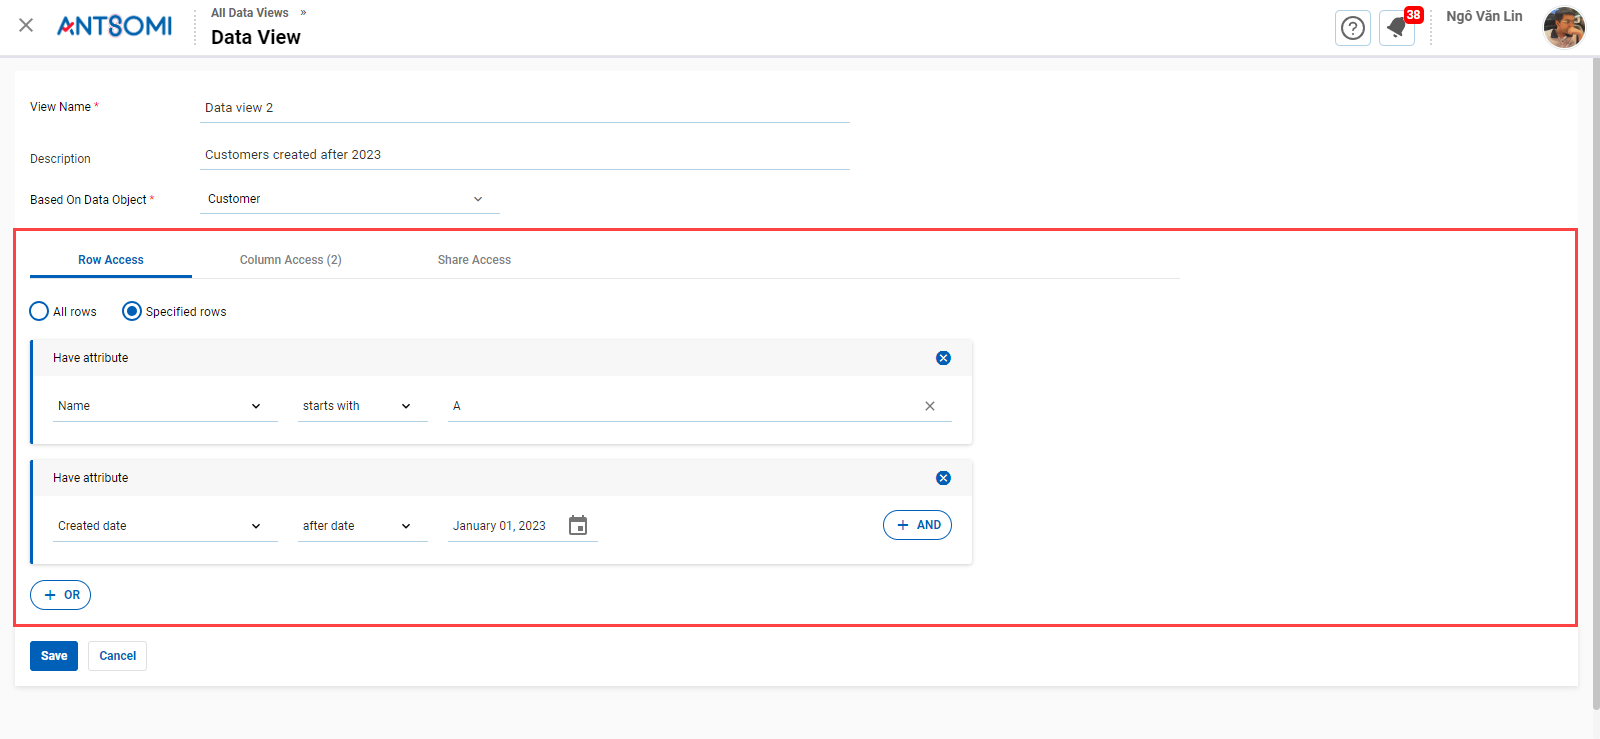 All Data Views »
ANTSOMI
Data View
38
Ngô Văn Lin
View Name *
Data view 2
Description
Customers created after 2023
Based On Data Object *
Customer
Row Access
Column Access (2)
Share Access
All rows
Specified rows
Have attribute
Name
starts with
A
Have attribute
Created date
after date
January 01, 2023
+ AND
+ OR
Save
Cancel